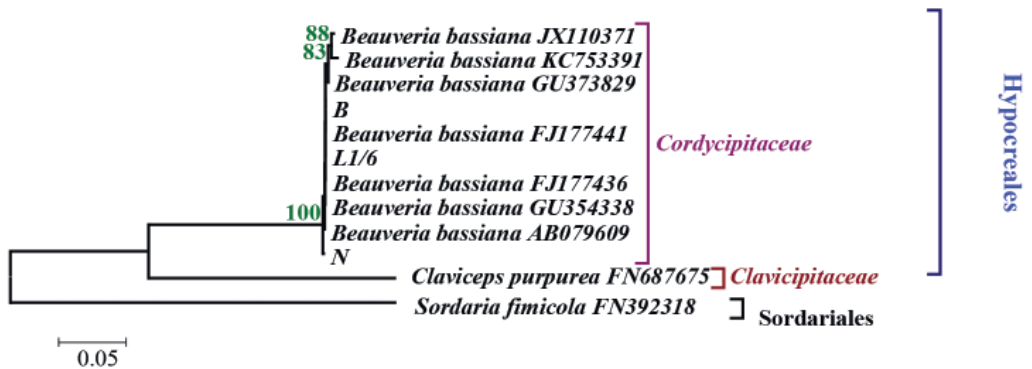 88
Beauveria bassiana JX110371
83
Beauveria bassiana KC753391
Beauveria bassiana GU373829
B
Beauveria bassiana FJ177441
Cordycipitaceae
L1/6
Beauveria bassiana FJ177436
100
Beauveria bassiana GU354338
Beauveria bassiana AB079609
N
Claviceps purpurea FN687675
Clavicipitaceae
Sordaria fimicola FN392318
Sordariales
Hypocreales
0.05